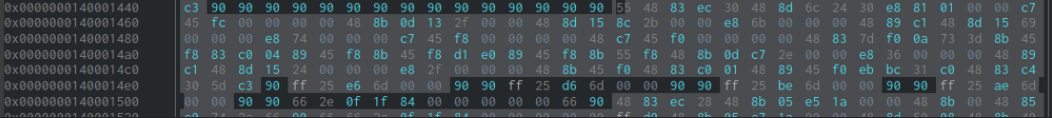 0x0000000140001440 c3 90 90 90 90 90 90 90 90 90 90 90 90 90 90 90 55 48 83 ec 30 48 8d 6c 24 30 e8 81 01 00 00 c7
0x0000000140001460 45 fc 00 00 00 00 48 8b 0d 13 2f 00 00 48 8d 15 8c 2b 00 00 e8 6b 00 00 00 48 89 c1 48 8d 15 69
0x0000000140001480 00 00 00 e8 74 00 00 00 c7 45 f8 00 00 00 00 48 c7 45 f0 00 00 00 00 48 83 7d f0 0a 73 3d 8b 45
0x00000001400014a0 f8 83 c0 04 89 45 f8 8b 45 f8 d1 e0 89 45 f8 8b 55 f8 48 8b 0d c7 2e 00 00 e8 36 00 00 00 48 89
0x00000001400014c0 c1 48 8d 15 24 00 00 00 e8 2f 00 00 00 48 8b 45 f0 48 83 c0 01 48 89 45 f0 eb bc 31 c0 48 83 c4
0x00000001400014e0 30 5d c3 90 ff 25 e6 6d 00 00 90 90 ff 25 d6 6d 00 00 90 90 ff 25 be 6d 00 00 90 90 ff 25 ae 6d
0x0000000140001500 00 00 90 90 66 2e 0f 1f 84 00 00 00 00 00 66 90 48 83 ec 28 48 8b 05 e5 1a 00 00 48 8b 00 48 85